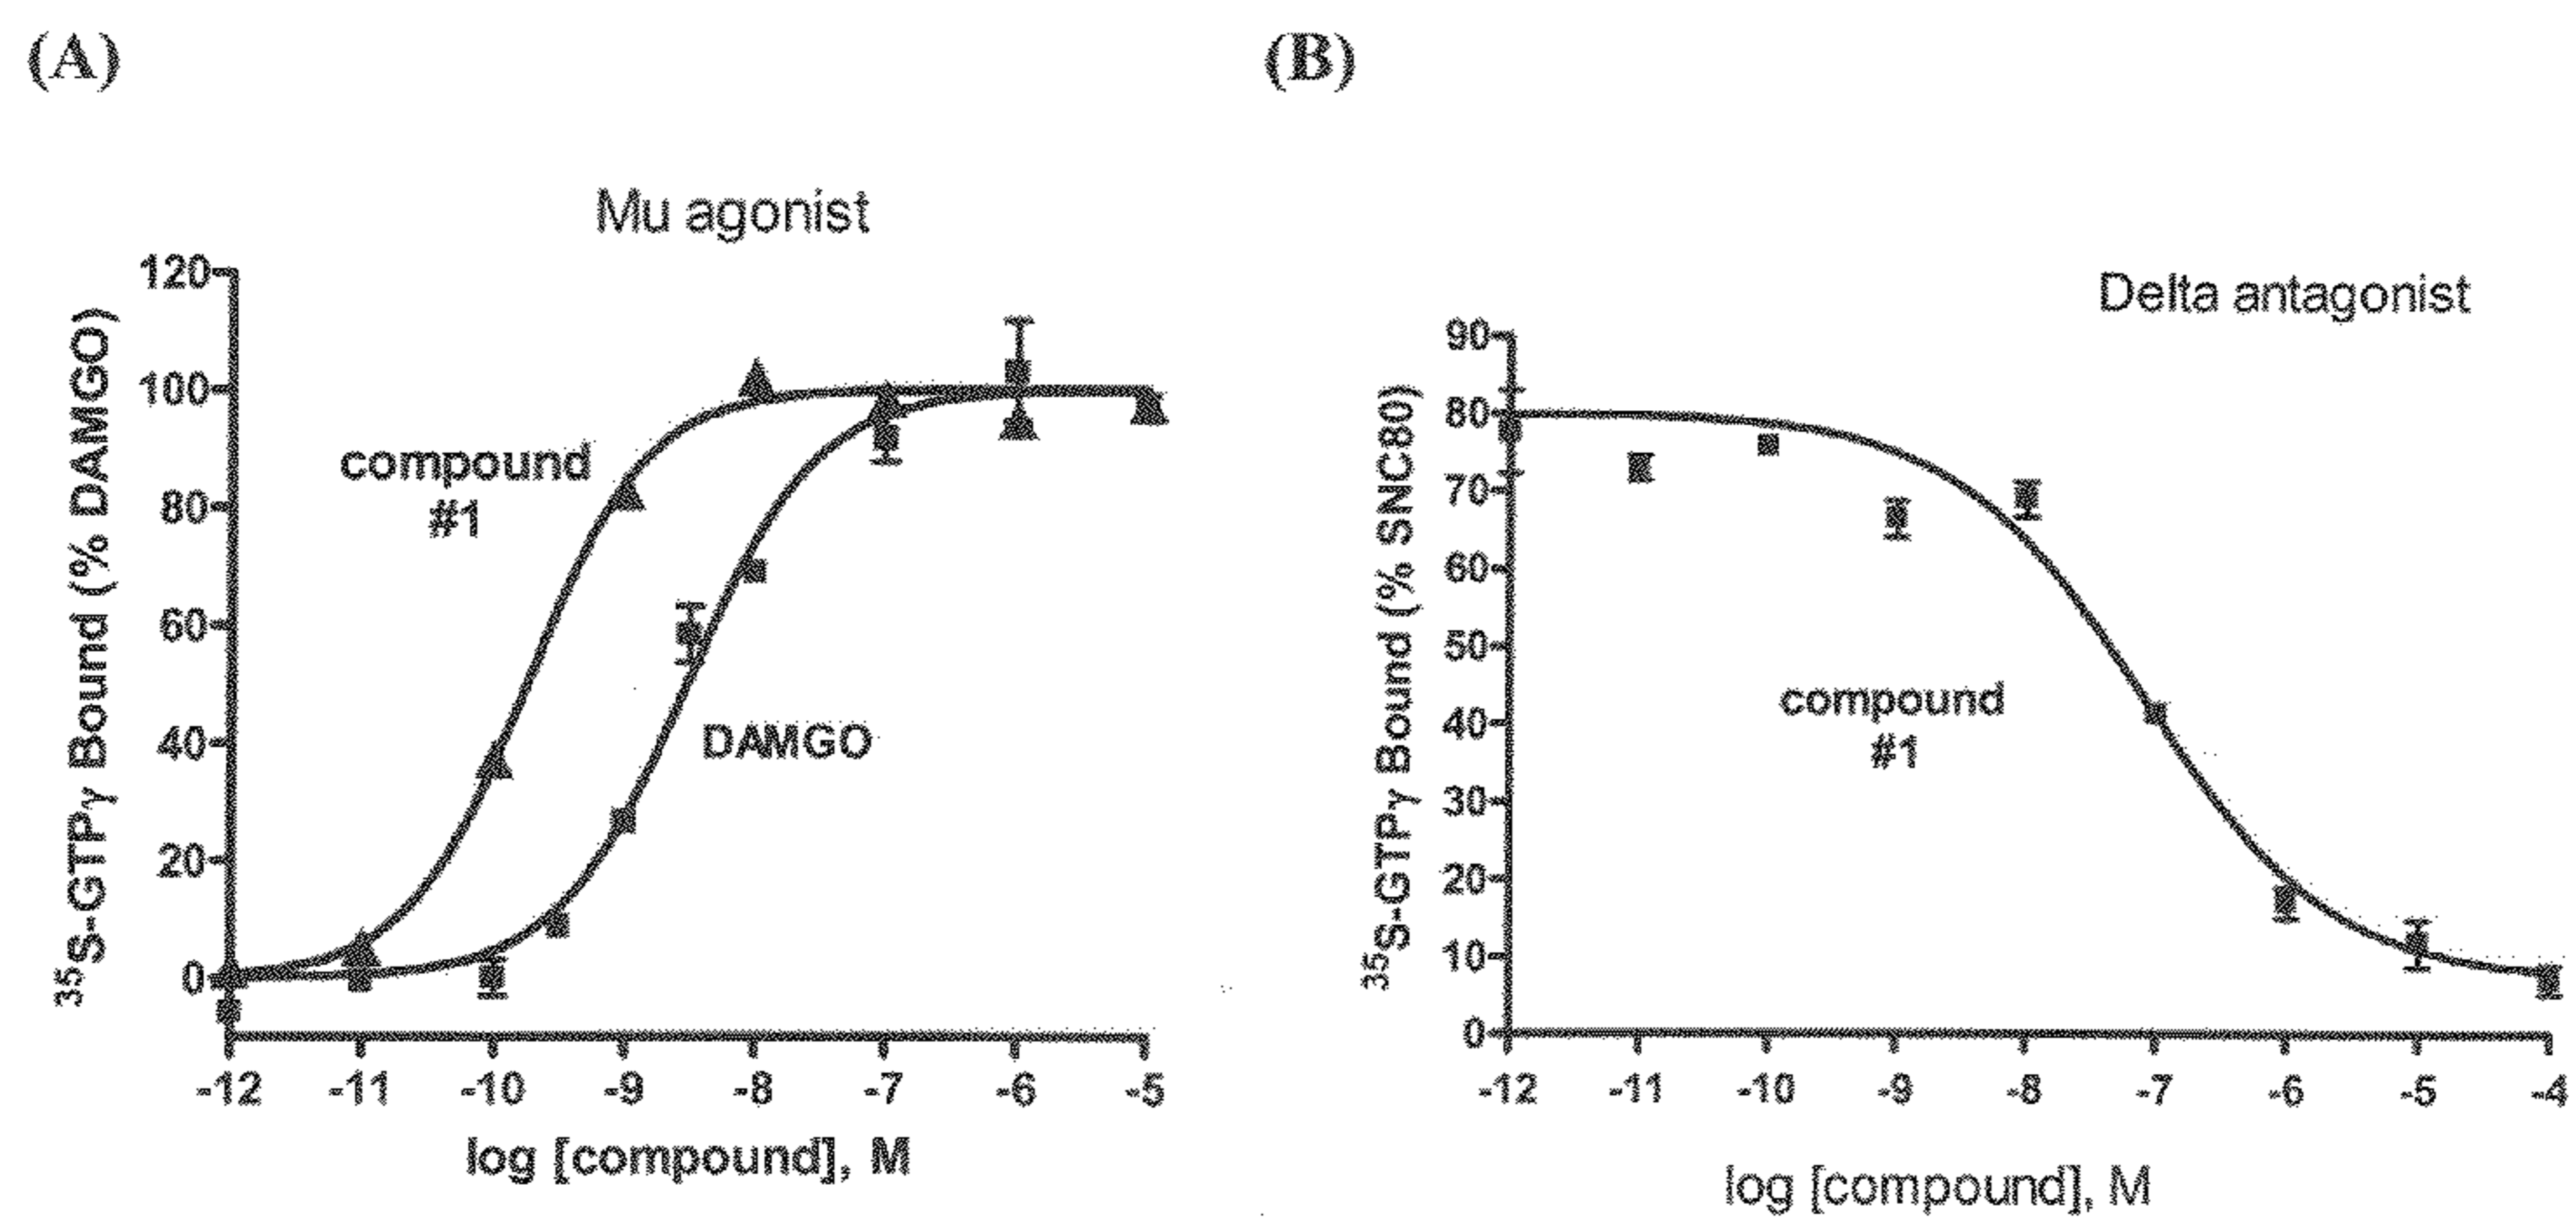 (A)
Mu agonist
³⁵S-GTPγ Bound (% DAMGO)
120
100
80
60
40
20
0
compound
#1
DAMGO
-12 -11 -10 -9 -8 -7 -6 -5
log [compound], M
(B)
Delta antagonist
³⁵S-GTPγ Bound (% SNC80)
90
80
70
60
50
40
30
20
10
0
compound
#1
-12 -11 -10 -9 -8 -7 -6 -5 -4
log [compound], M